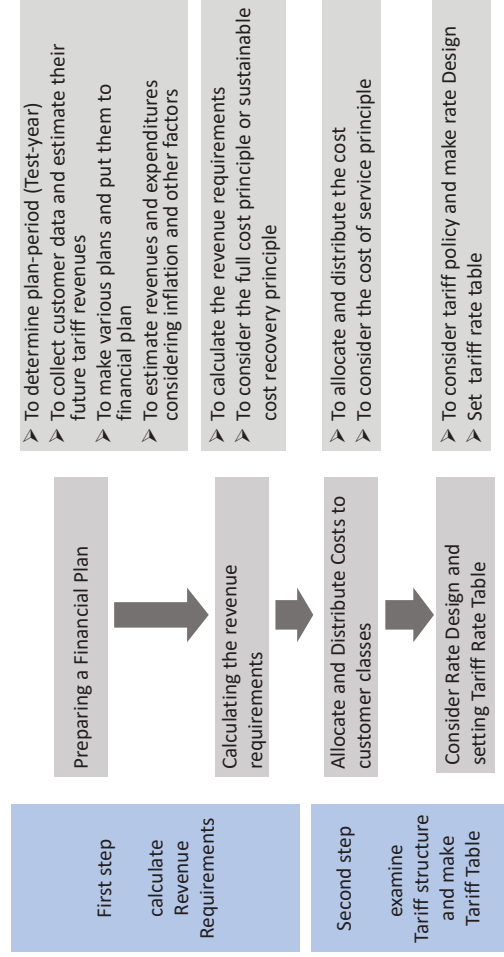 First step
calculate
Revenue
Requirements
Preparing a Financial Plan
➢ To determine plan-period (Test-year)
➢ To collect customer data and estimate their
future tariff revenues
➢ To make various plans and put them to
financial plan
➢ To estimate revenues and expenditures
considering inflation and other factors
Calculating the revenue
requirements
➢ To calculate the revenue requirements
➢ To consider the full cost principle or sustainable
cost recovery principle
Second step
examine
Tariff structure
and make
Tariff Table
Allocate and Distribute Costs to
customer classes
➢ To allocate and distribute the cost
➢ To consider the cost of service principle
Consider Rate Design and
setting Tariff Rate Table
➢ To consider tariff policy and make rate Design
➢ Set tariff rate table